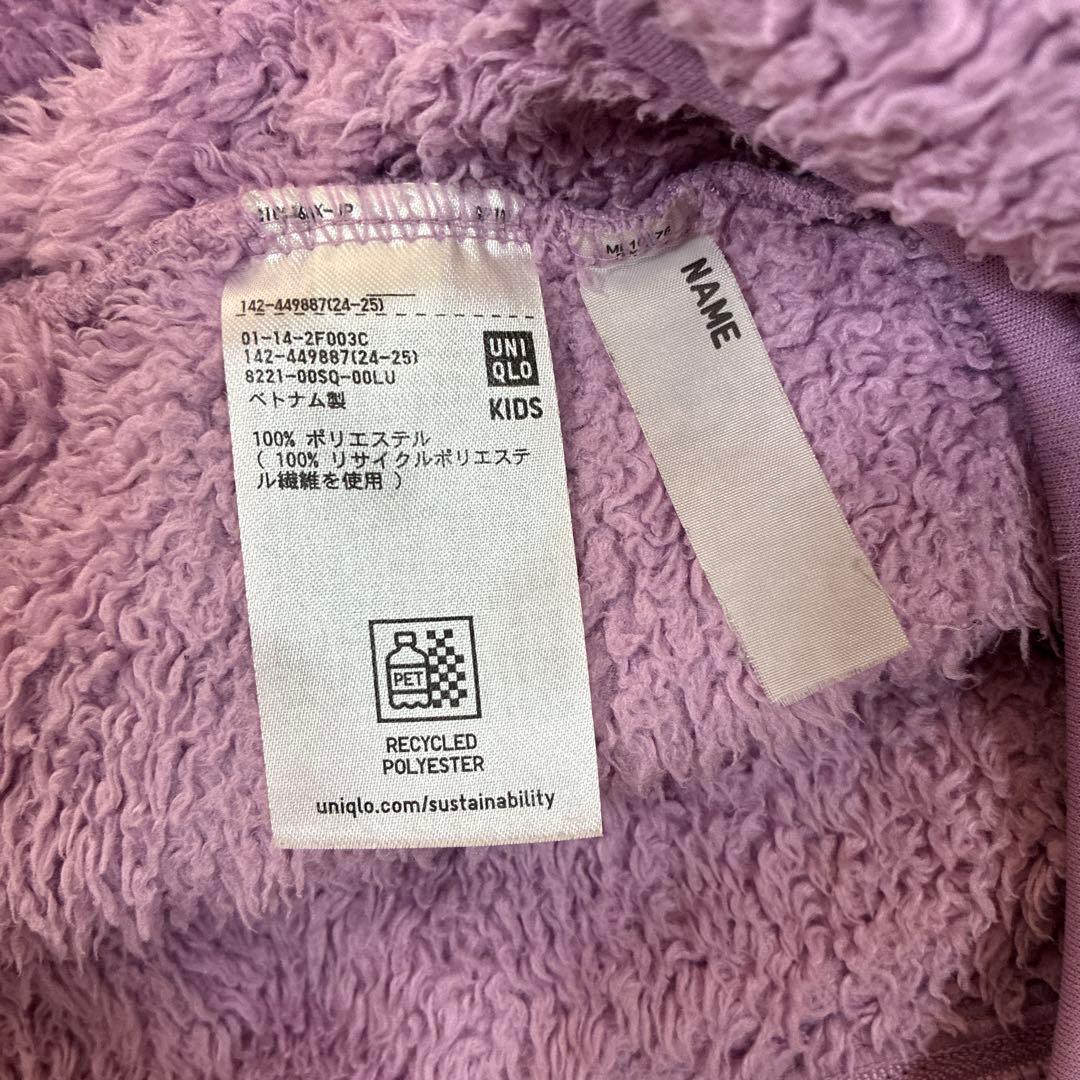 142-449887(24-25)
01-14-2F003C
142-449887(24-25)
8221-00SQ-00LU
ベトナム製
UNI
QLO
KIDS
100% ポリエステル
( 100% リサイクルポリエステ
ル繊維を使用 )
PET
RECYCLED
POLYESTER
uniqlo.com/sustainability
NAME